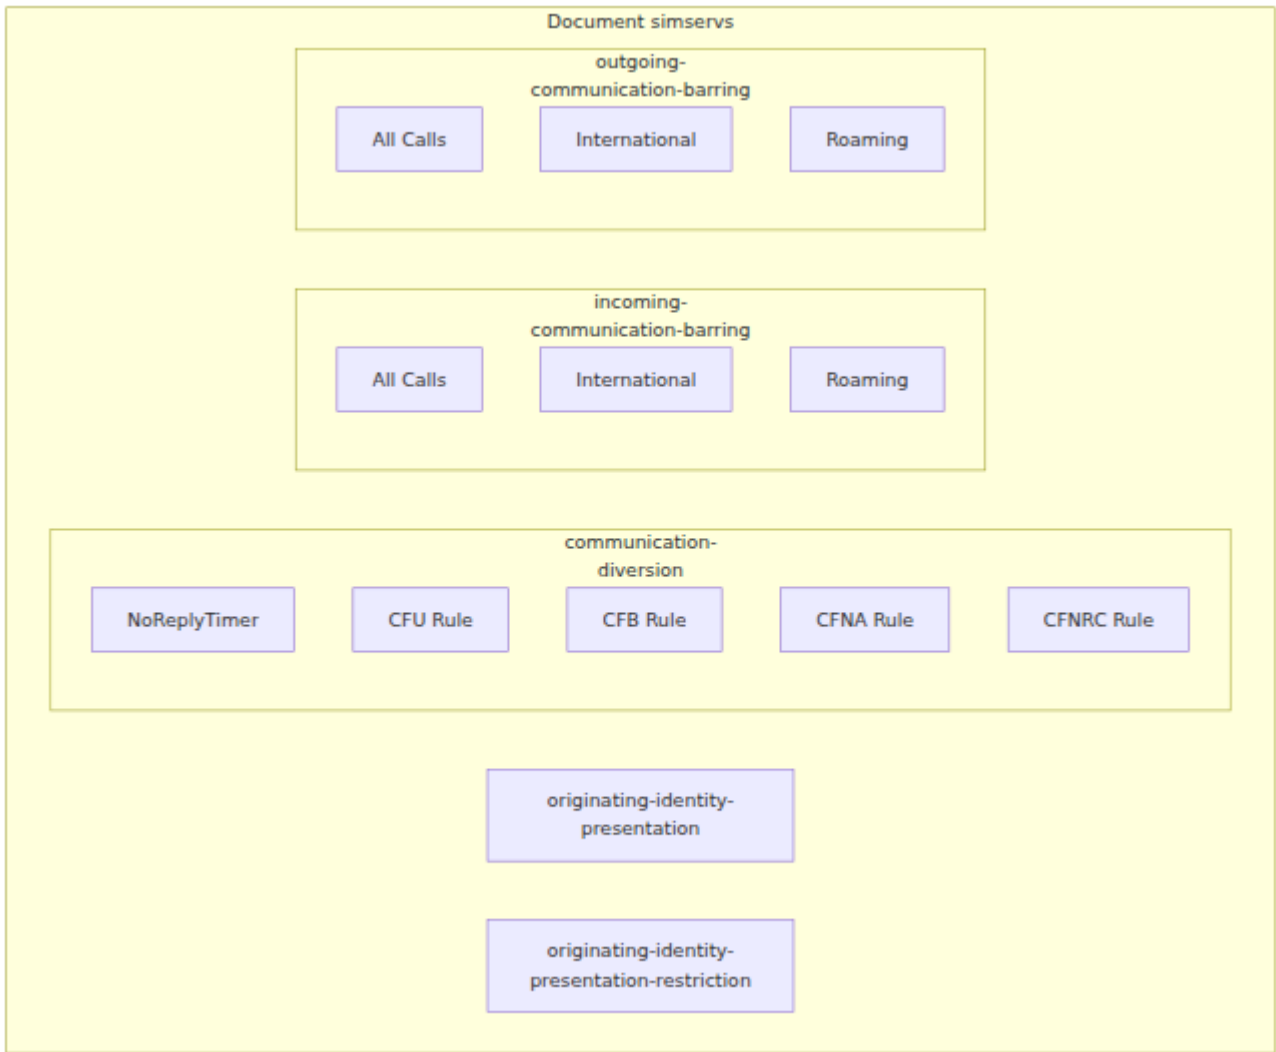 Document simservs
outgoing-
communication-barring
All Calls
International
Roaming
incoming-
communication-barring
All Calls
International
Roaming
communication-
diversion
NoReplyTimer
CFU Rule
CFB Rule
CFNA Rule
CFNRC Rule
originating-identity-
presentation
originating-identity-
presentation-restriction